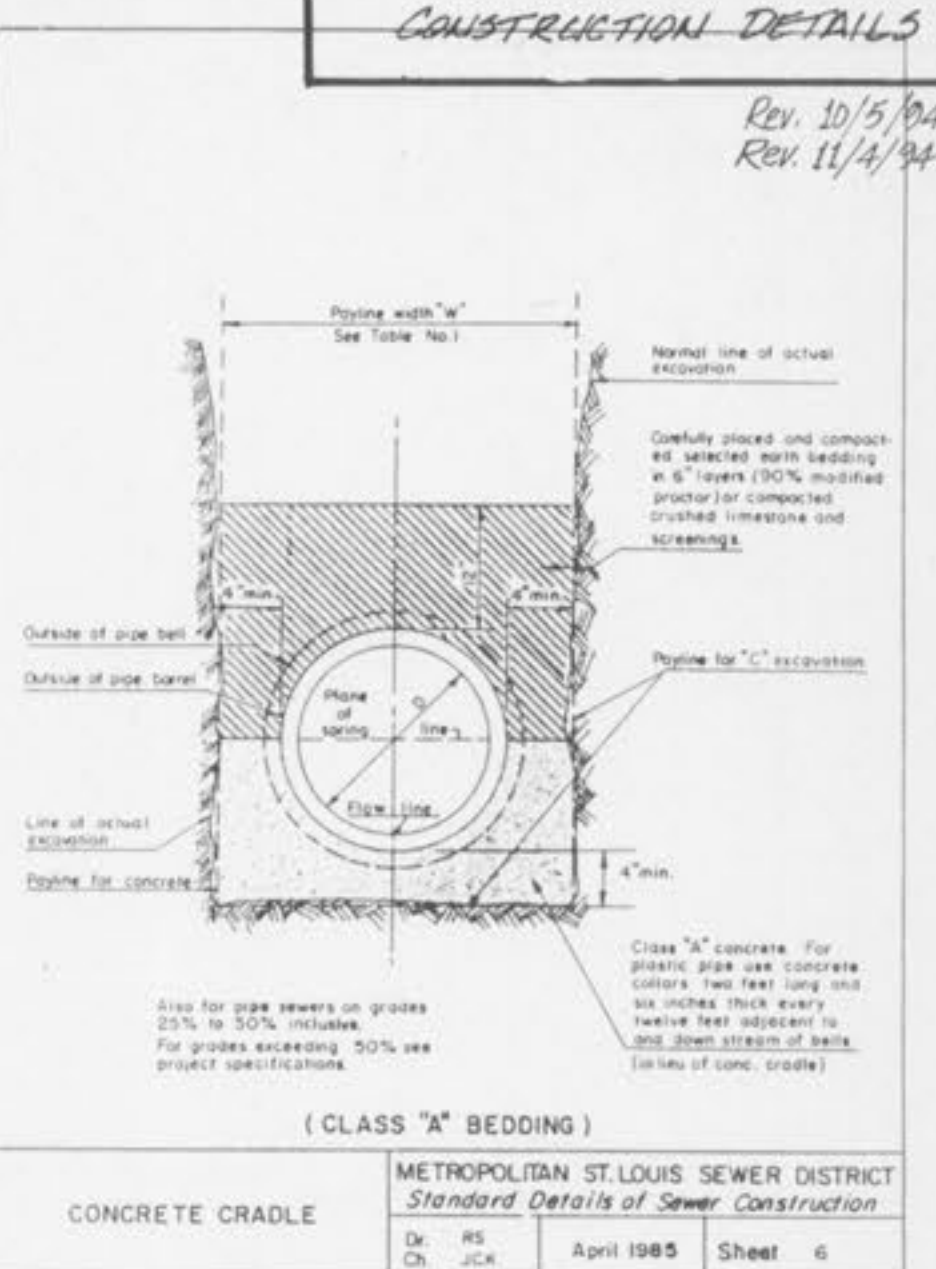 CONSTRUCTION DETAILS
Rev. 10/5/94
Rev. 11/4/94
Payline width "W"
See Table No. 1
Normal line of actual
excavation
Carefully placed and compact-
ed selected earth bedding
in 6" layers (90% modified
proctor) or compacted
crushed limestone and
screenings.
12"
4" min.
4" min.
Outside of pipe bell
Outside of pipe barrel
Payline for "C" excavation
Plane
of
spring
line
D
Flow line
Line of actual
excavation
Payline for concrete
4" min.
Class "A" concrete. For
plastic pipe use concrete
collars two feet long and
six inches thick every
twelve feet adjacent to
and down stream of bells
(in lieu of conc. cradle)
Also for pipe sewers on grades
25% to 50% inclusive.
For grades exceeding 50% see
project specifications.
(CLASS "A" BEDDING)
CONCRETE CRADLE
METROPOLITAN ST. LOUIS SEWER DISTRICT
Standard Details of Sewer Construction
Dr. RS
Ch. JCK
April 1985
Sheet 6